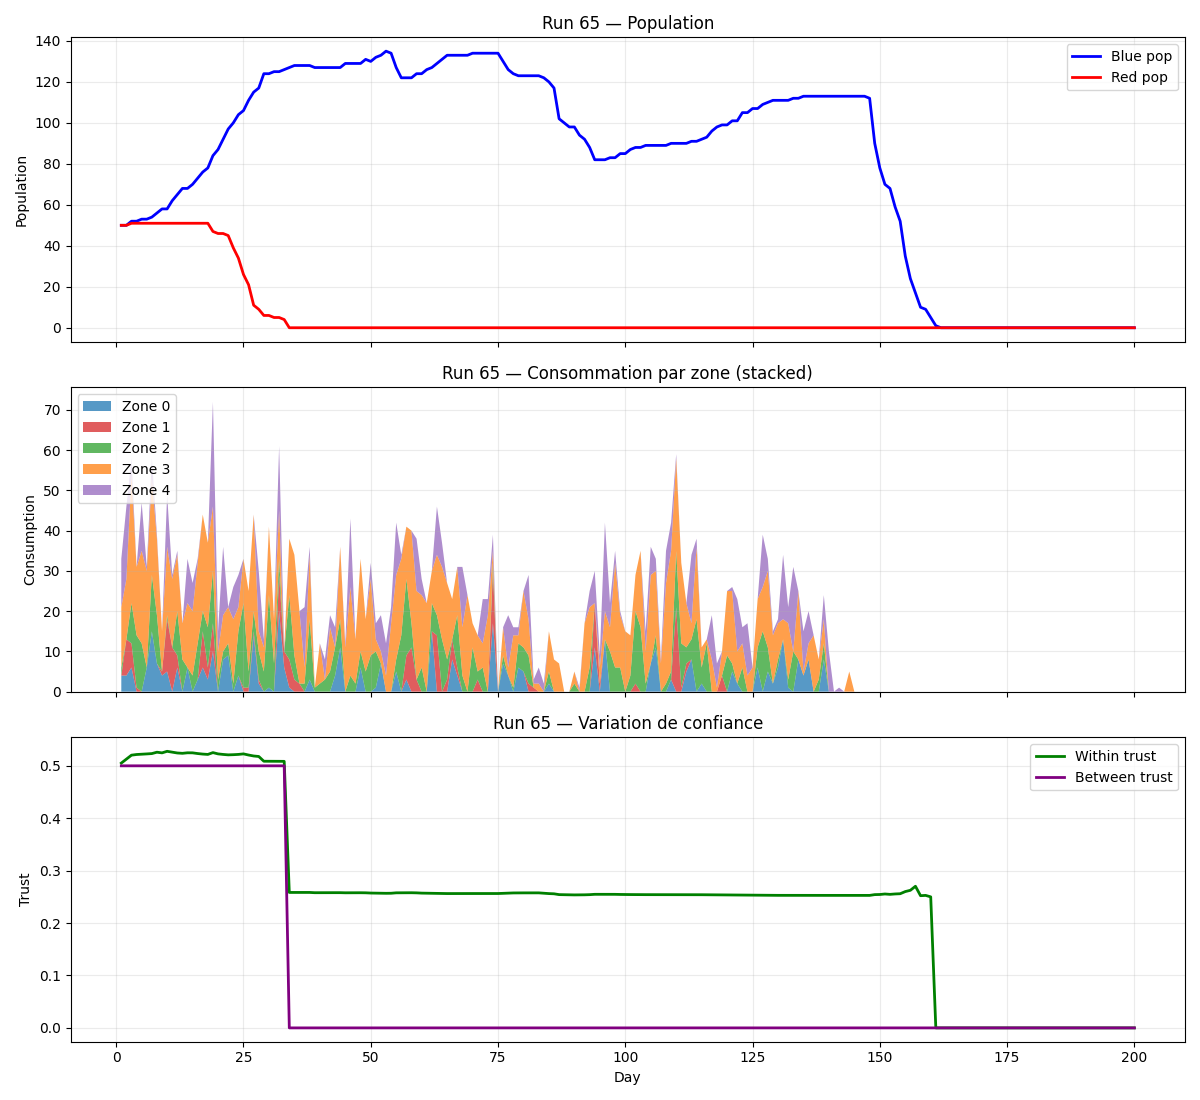 Run 65 — Population
140
120
100
80
60
40
20
0
Population
Blue pop
Red pop
Run 65 — Consommation par zone (stacked)
70
60
50
40
30
20
10
0
Consumption
Zone 0
Zone 1
Zone 2
Zone 3
Zone 4
Run 65 — Variation de confiance
0.5
0.4
0.3
0.2
0.1
0.0
Trust
Within trust
Between trust
0 25 50 75 100 125 150 175 200
Day